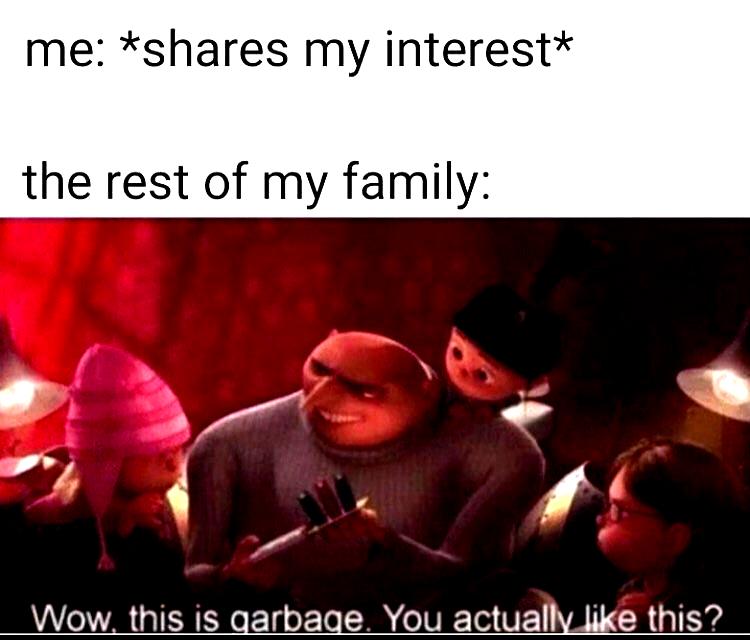 me: *shares my interest*
the rest of my family:
Wow, this is garbage. You actually like this?